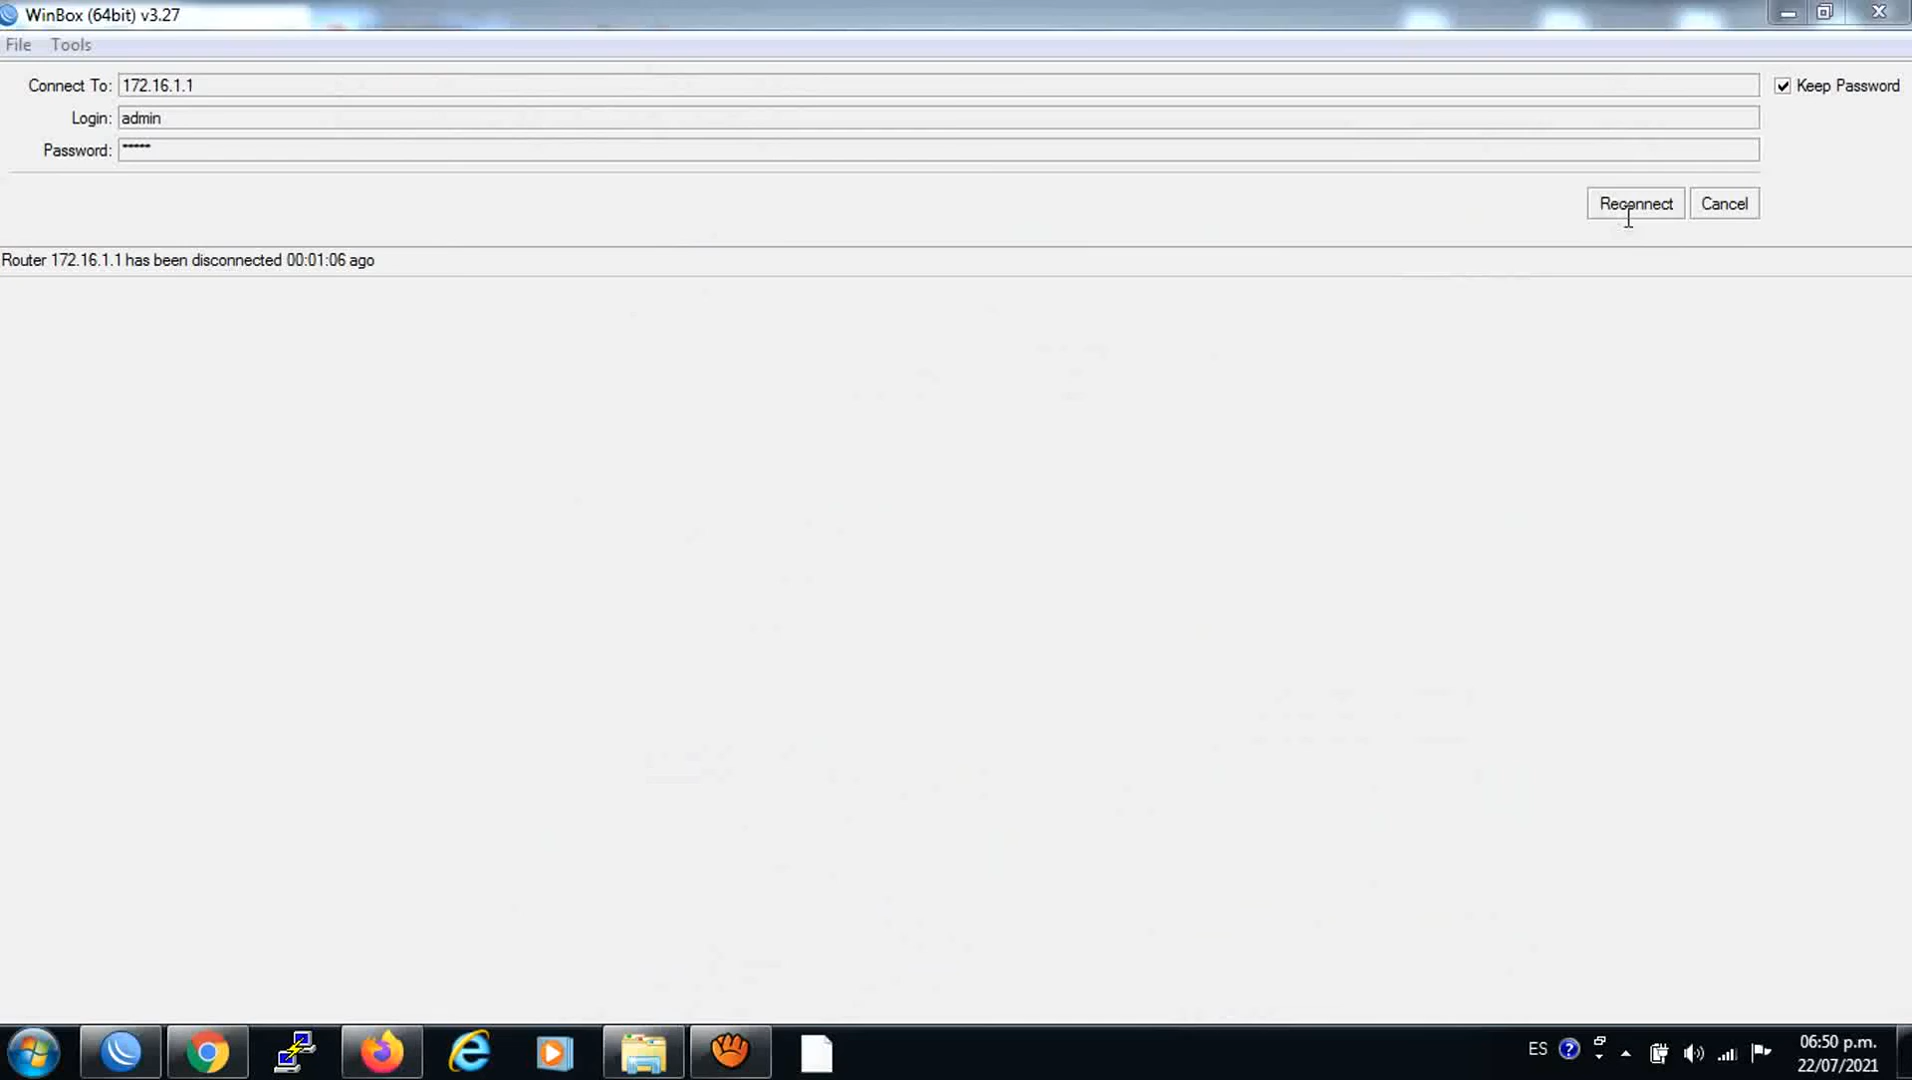 WinBox (64bit) v3.27
File Tools
Connect To: 172.16.1.1
Keep Password
Login: admin
Password: *****
Reconnect Cancel
Router 172.16.1.1 has been disconnected 00:01:06 ago
ES
06:50 p.m.
22/07/2021